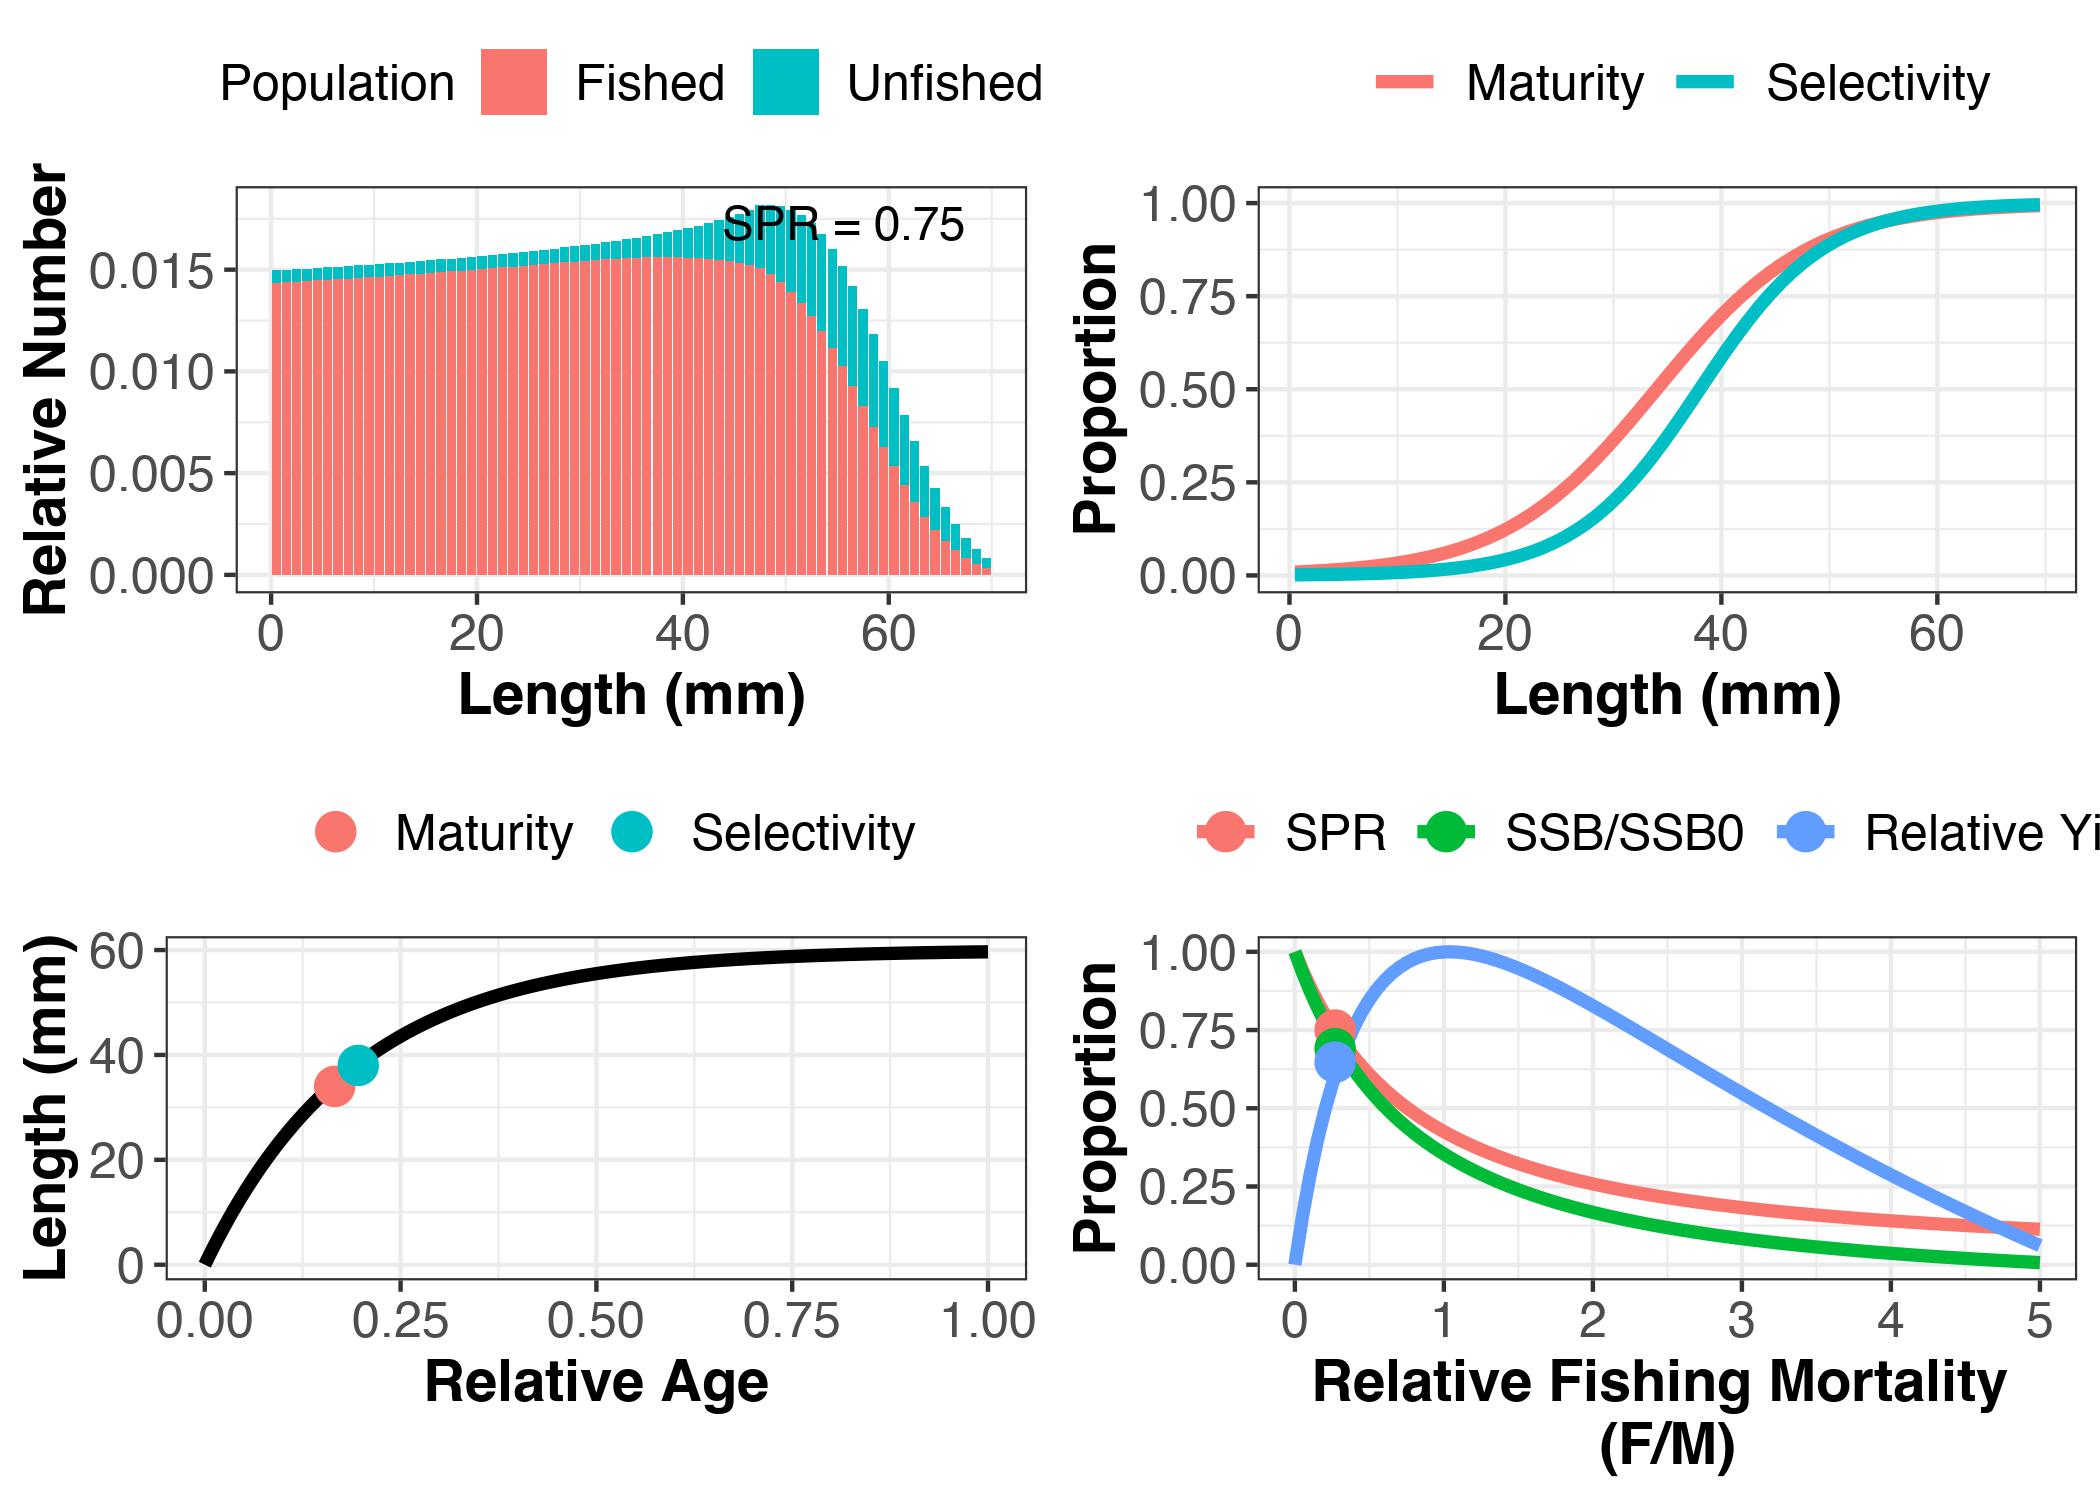 Population Fished Unfished
SPR = 0.75
Relative Number
0.015
0.010
0.005
0.000
0 20 40 60
Length (mm)
Maturity Selectivity
Proportion
1.00
0.75
0.50
0.25
0.00
0 20 40 60
Length (mm)
Maturity Selectivity
Length (mm)
60
40
20
0
0.00 0.25 0.50 0.75 1.00
Relative Age
SPR SSB/SSB0 Relative Yi
Proportion
1.00
0.75
0.50
0.25
0.00
0 1 2 3 4 5
Relative Fishing Mortality
(F/M)